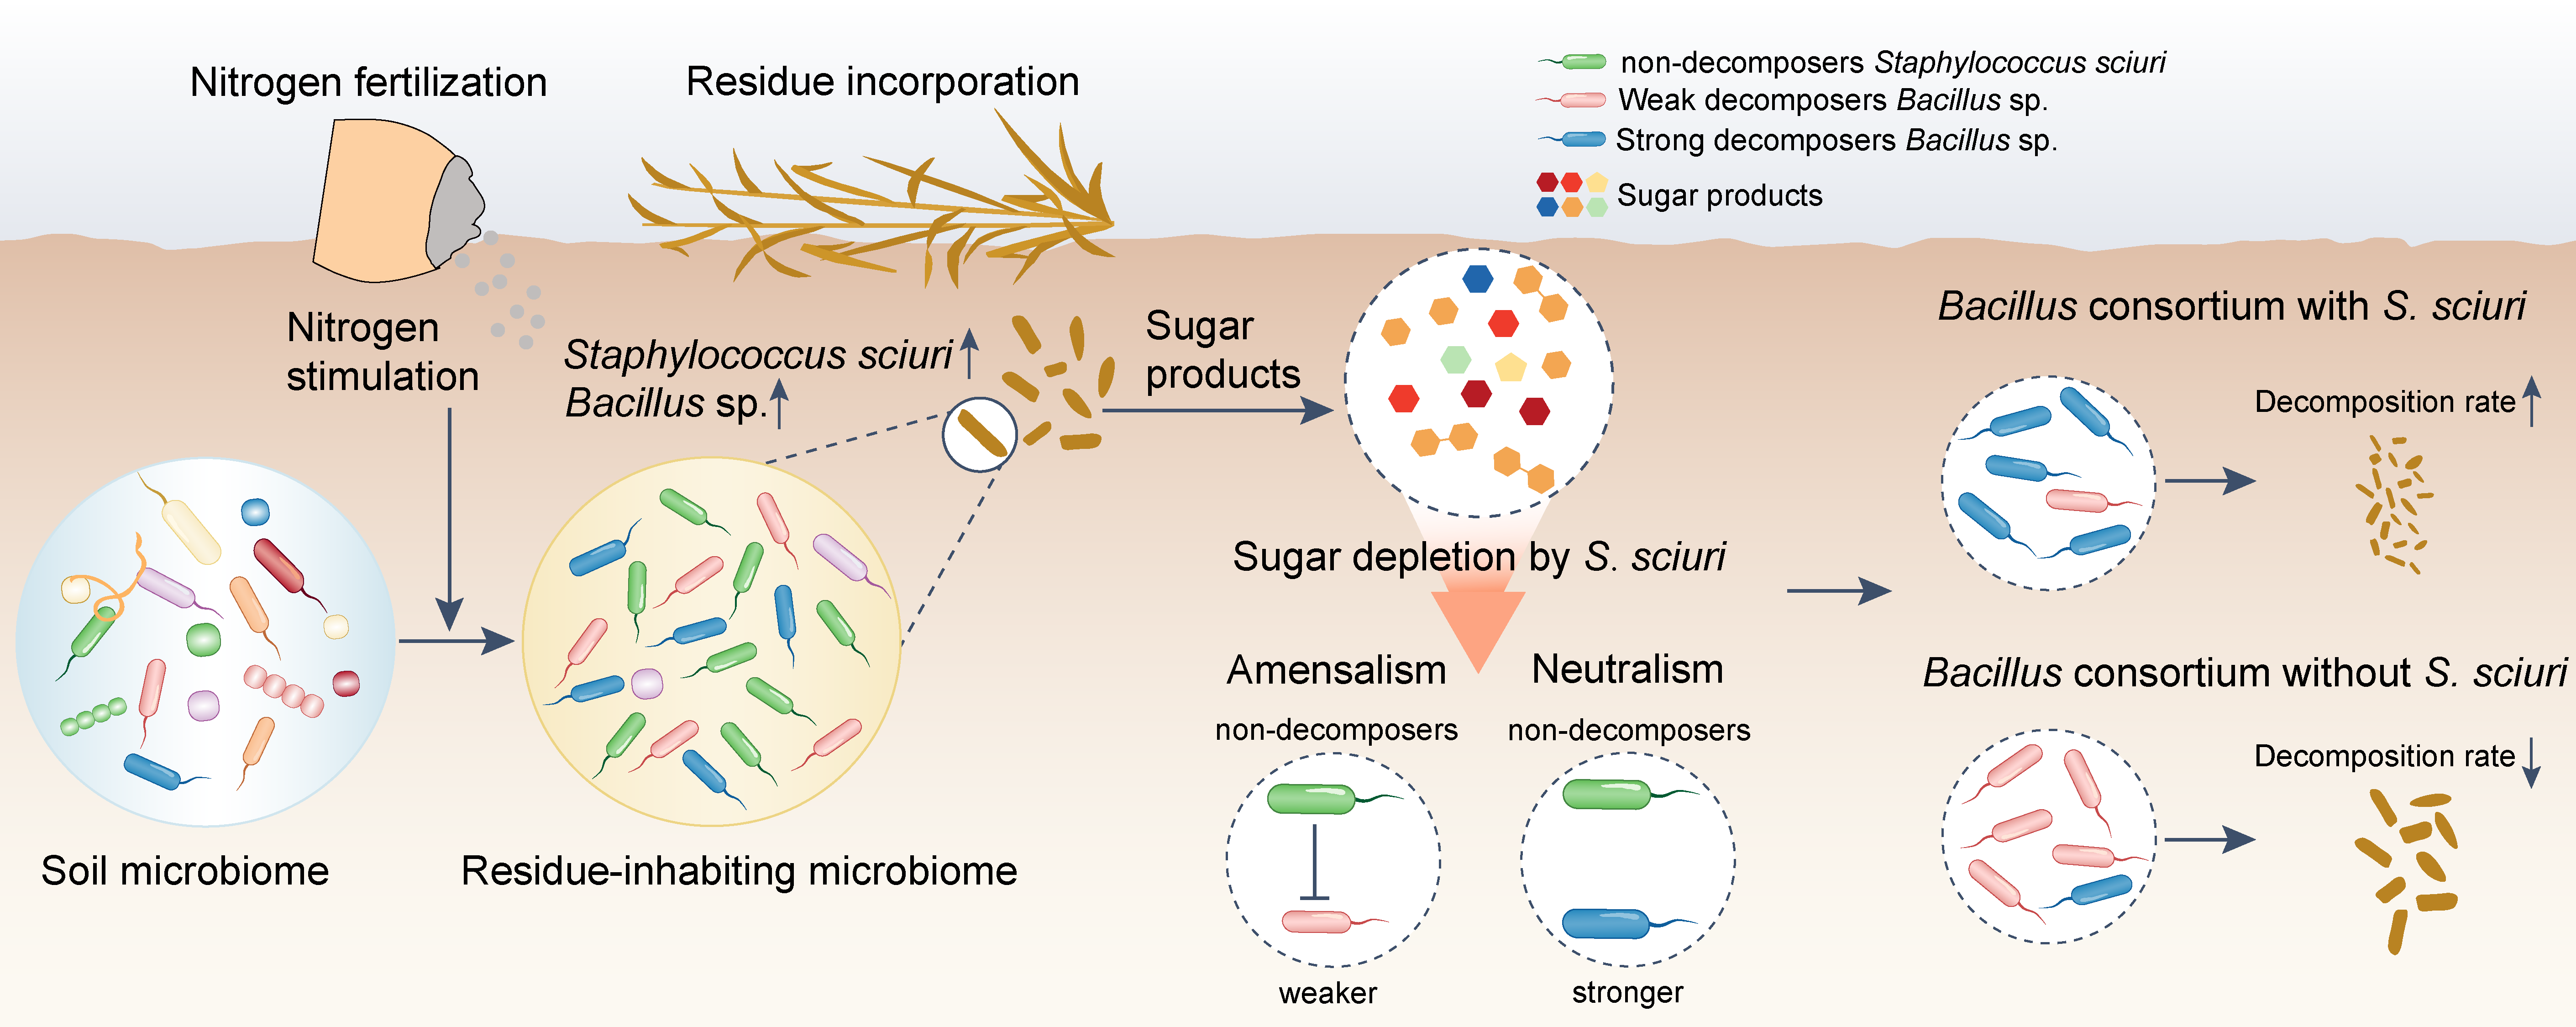 Nitrogen fertilization
Residue incorporation
non-decomposers Staphylococcus sciuri
Weak decomposers Bacillus sp.
Strong decomposers Bacillus sp.
Sugar products
Nitrogen
stimulation
Staphylococcus sciuri
Bacillus sp.
Sugar
products
Soil microbiome
Residue-inhabiting microbiome
Sugar depletion by S. sciuri
Amensalism
non-decomposers
weaker
Neutralism
non-decomposers
stronger
Bacillus consortium with S. sciuri
Decomposition rate
Bacillus consortium without S. sciuri
Decomposition rate